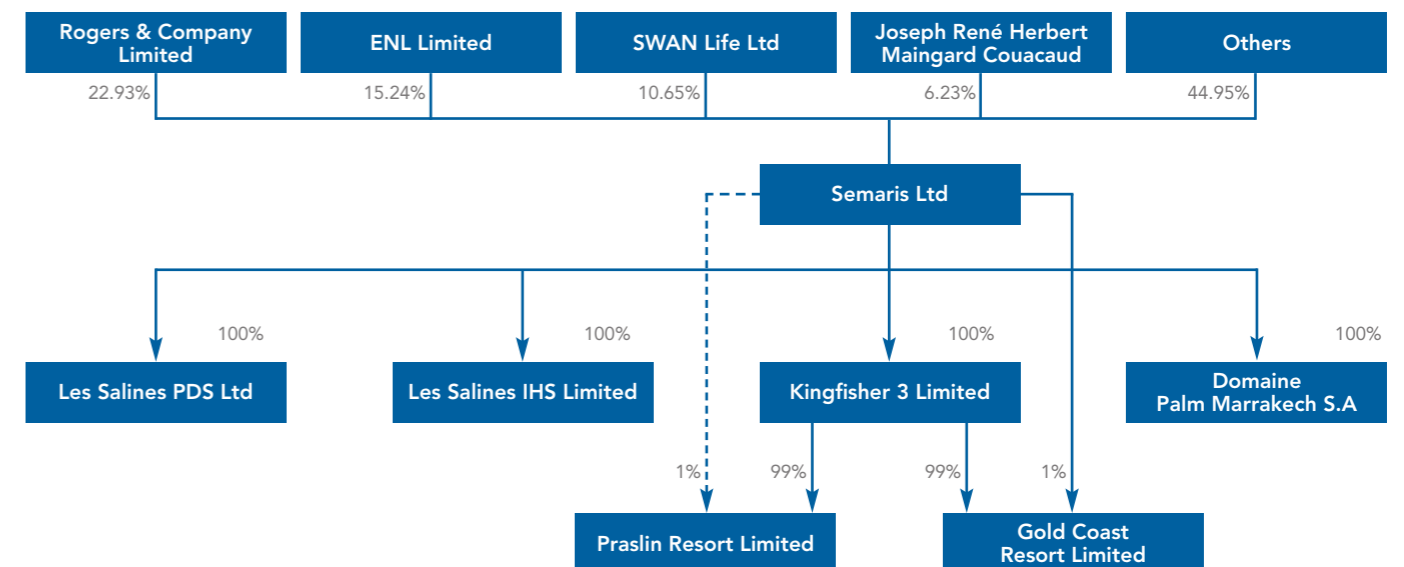 Rogers & Company
Limited
ENL Limited
SWAN Life Ltd
Joseph René Herbert
Maingard Couacaud
Others
22.93%
15.24%
10.65%
6.23%
44.95%
Semaris Ltd
100%
100%
100%
100%
Les Salines PDS Ltd
Les Salines IHS Limited
Kingfisher 3 Limited
Domaine
Palm Marrakech S.A
1%
99%
99%
1%
Praslin Resort Limited
Gold Coast
Resort Limited